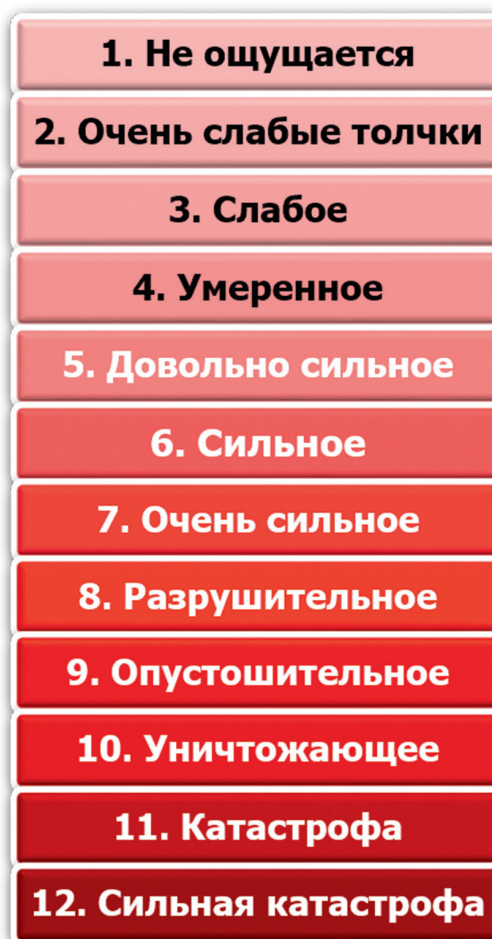 1. Не ощущается
2. Очень слабые толчки
3. Слабое
4. Умеренное
5. Довольно сильное
6. Сильное
7. Очень сильное
8. Разрушительное
9. Опустошительное
10. Уничтожающее
11. Катастрофа
12. Сильная катастрофа